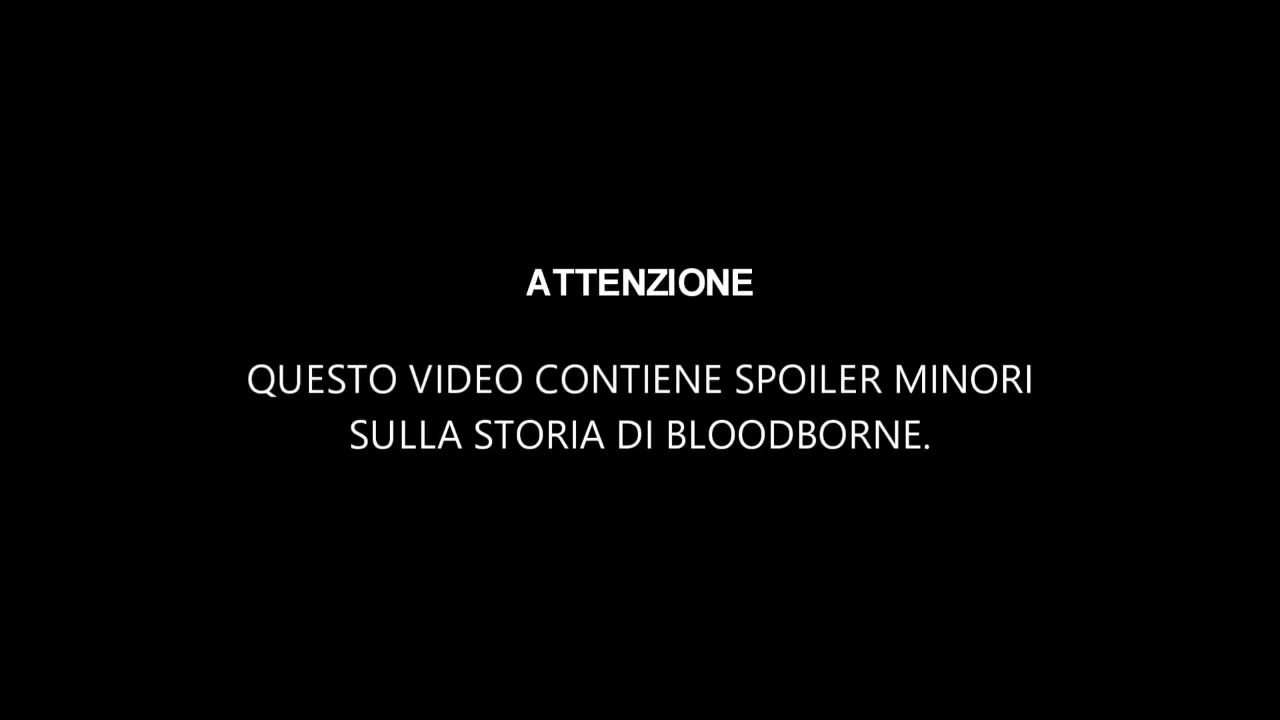 ATTENZIONE
QUESTO VIDEO CONTIENE SPOILER MINORI
SULLA STORIA DI BLOODBORNE.